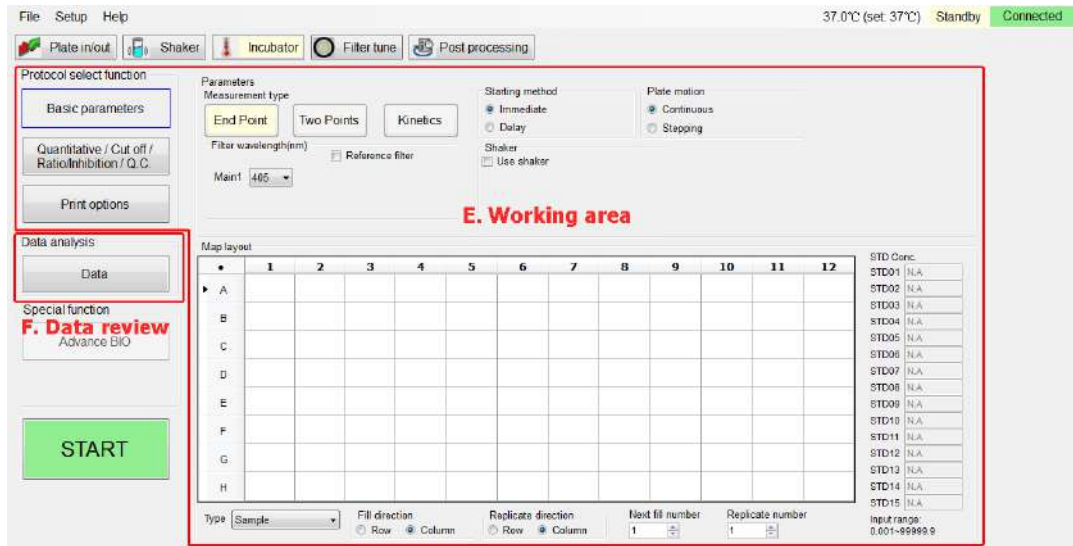 File Setup Help 37.0℃ (set: 37℃) Standby Connected
Plate in/out Shaker Incubator Filter tune Post processing
Protocol select function
Basic parameters
Quantitative / Cut off /
Ratio/Inhibition / Q.C.
Print options
Data analysis
Data
Special function
F. Data review
Advance BIO
START
Parameters
Measurement type
End Point Two Points Kinetics
Filter wavelength(nm)
Reference filter
Main1 405
Starting method
Immediate
Delay
Shaker
Use shaker
Plate motion
Continuous
Stepping
E. Working area
Map layout
1 2 3 4 5 6 7 8 9 10 11 12
A
B
C
D
E
F
G
H
STD Conc.
STD01 N.A
STD02 N.A
STD03 N.A
STD04 N.A
STD05 N.A
STD06 N.A
STD07 N.A
STD08 N.A
STD09 N.A
STD10 N.A
STD11 N.A
STD12 N.A
STD13 N.A
STD14 N.A
STD15 N.A
Input range:
0.001~99999.9
Type Sample
Fill direction
Row Column
Replicate direction
Row Column
Next fill number
1
Replicate number
1